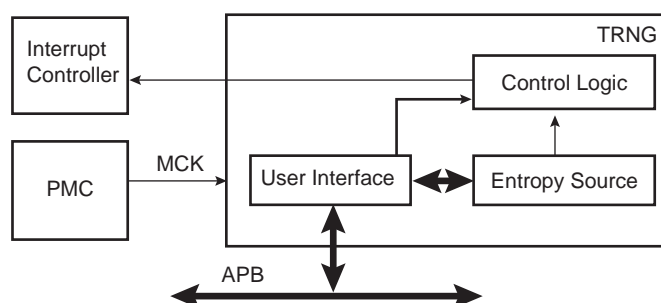 TRNG
Interrupt
Controller
Control Logic
MCK
PMC
User Interface
Entropy Source
APB